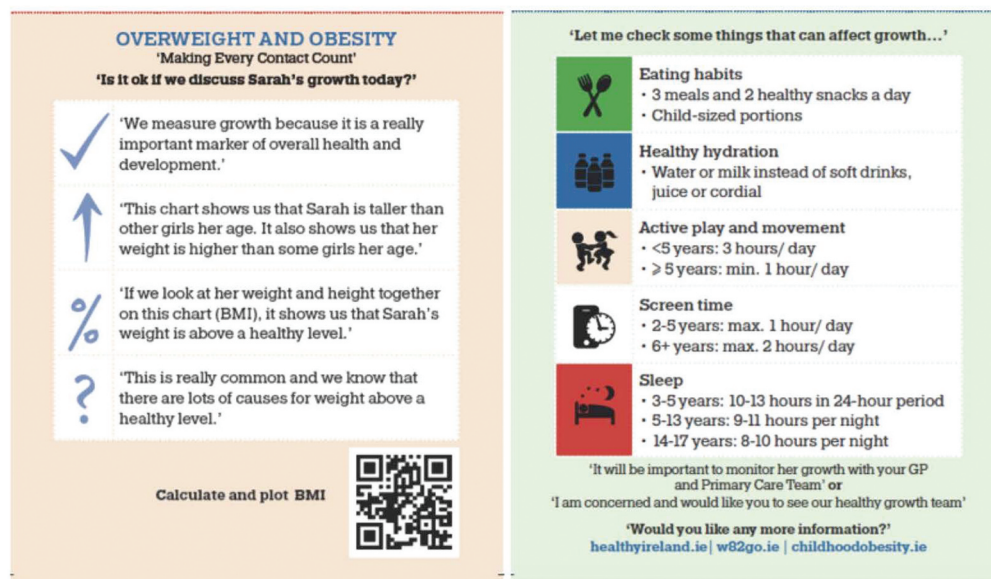 OVERWEIGHT AND OBESITY
‘Making Every Contact Count’
‘Is it ok if we discuss Sarah’s growth today?’
‘We measure growth because it is a really
important marker of overall health and
development.’
‘This chart shows us that Sarah is taller than
other girls her age. It also shows us that her
weight is higher than some girls her age.’
%
‘If we look at her weight and height together
on this chart (BMI), it shows us that Sarah’s
weight is above a healthy level.’
?
‘This is really common and we know that
there are lots of causes for weight above a
healthy level.’
Calculate and plot BMI
‘Let me check some things that can affect growth...’
Eating habits
• 3 meals and 2 healthy snacks a day
• Child-sized portions
Healthy hydration
• Water or milk instead of soft drinks,
juice or cordial
Active play and movement
• <5 years: 3 hours/ day
• ⩾ 5 years: min. 1 hour/ day
Screen time
• 2-5 years: max. 1 hour/ day
• 6+ years: max. 2 hours/ day
Sleep
• 3-5 years: 10-13 hours in 24-hour period
• 5-13 years: 9-11 hours per night
• 14-17 years: 8-10 hours per night
‘It will be important to monitor her growth with your GP
and Primary Care Team’ or
‘I am concerned and would like you to see our healthy growth team’
‘Would you like any more information?’
healthyireland.ie| w82go.ie | childhoodobesity.ie